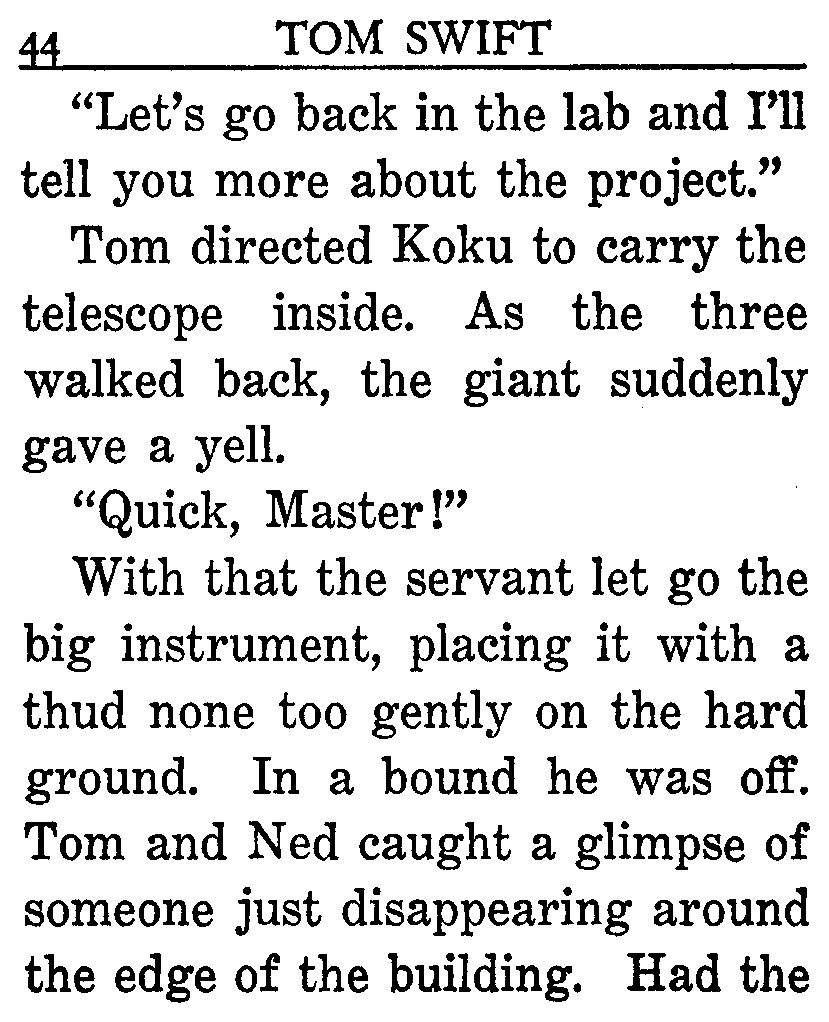 44 TOM SWIFT
"Let's go back in the lab and I'll
tell you more about the project."
Tom directed Koku to carry the
telescope inside. As the three
walked back, the giant suddenly
gave a yell.
"Quick, Master!"
With that the servant let go the
big instrument, placing it with a
thud none too gently on the hard
ground. In a bound he was off.
Tom and Ned caught a glimpse of
someone just disappearing around
the edge of the building. Had the